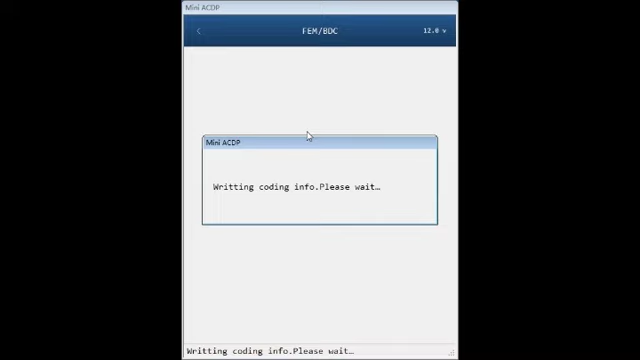 Mini ACDP
FEM/BDC
12.0 v
Mini ACDP
Writting coding info.Please wait…
Writting coding info.Please wait…